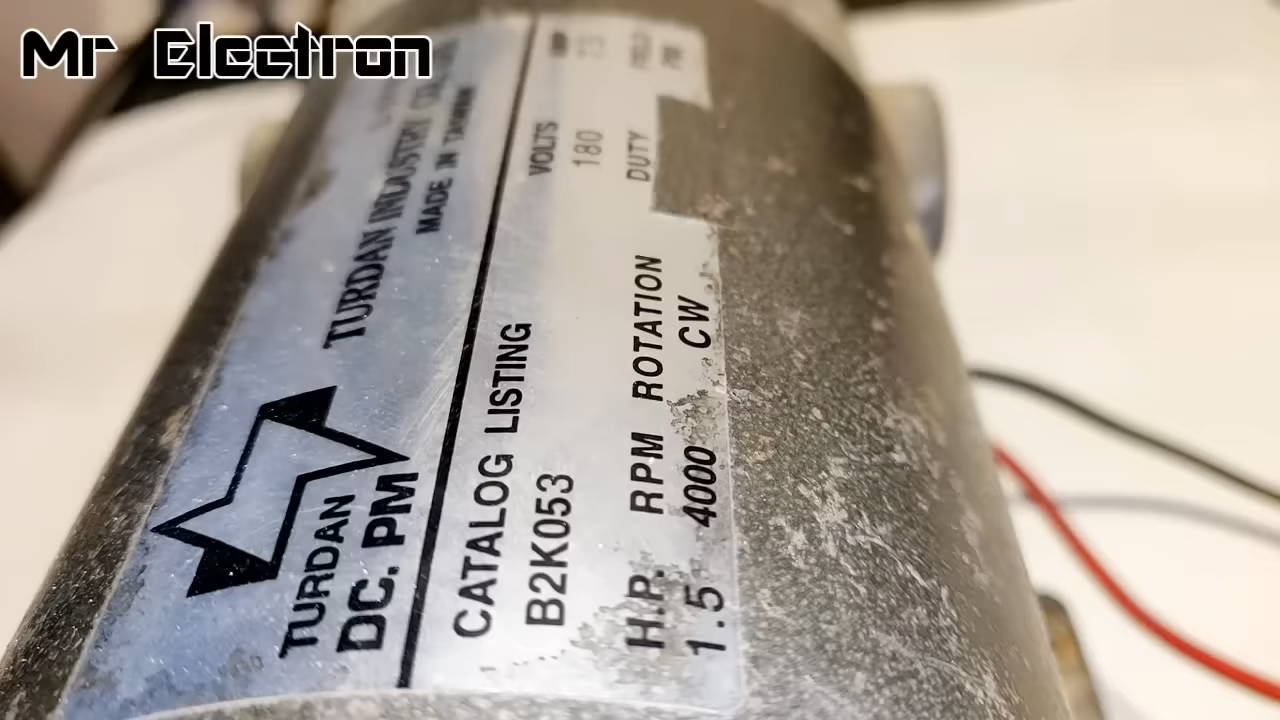 Mr Electron
TURDAN
DC. PM
TURDAN INDUSTRY
MADE IN TAIWAN
CATALOG LISTING
B2K053
VOLTS
180
H.P. RPM ROTATION DUTY
1.5 4000 CW